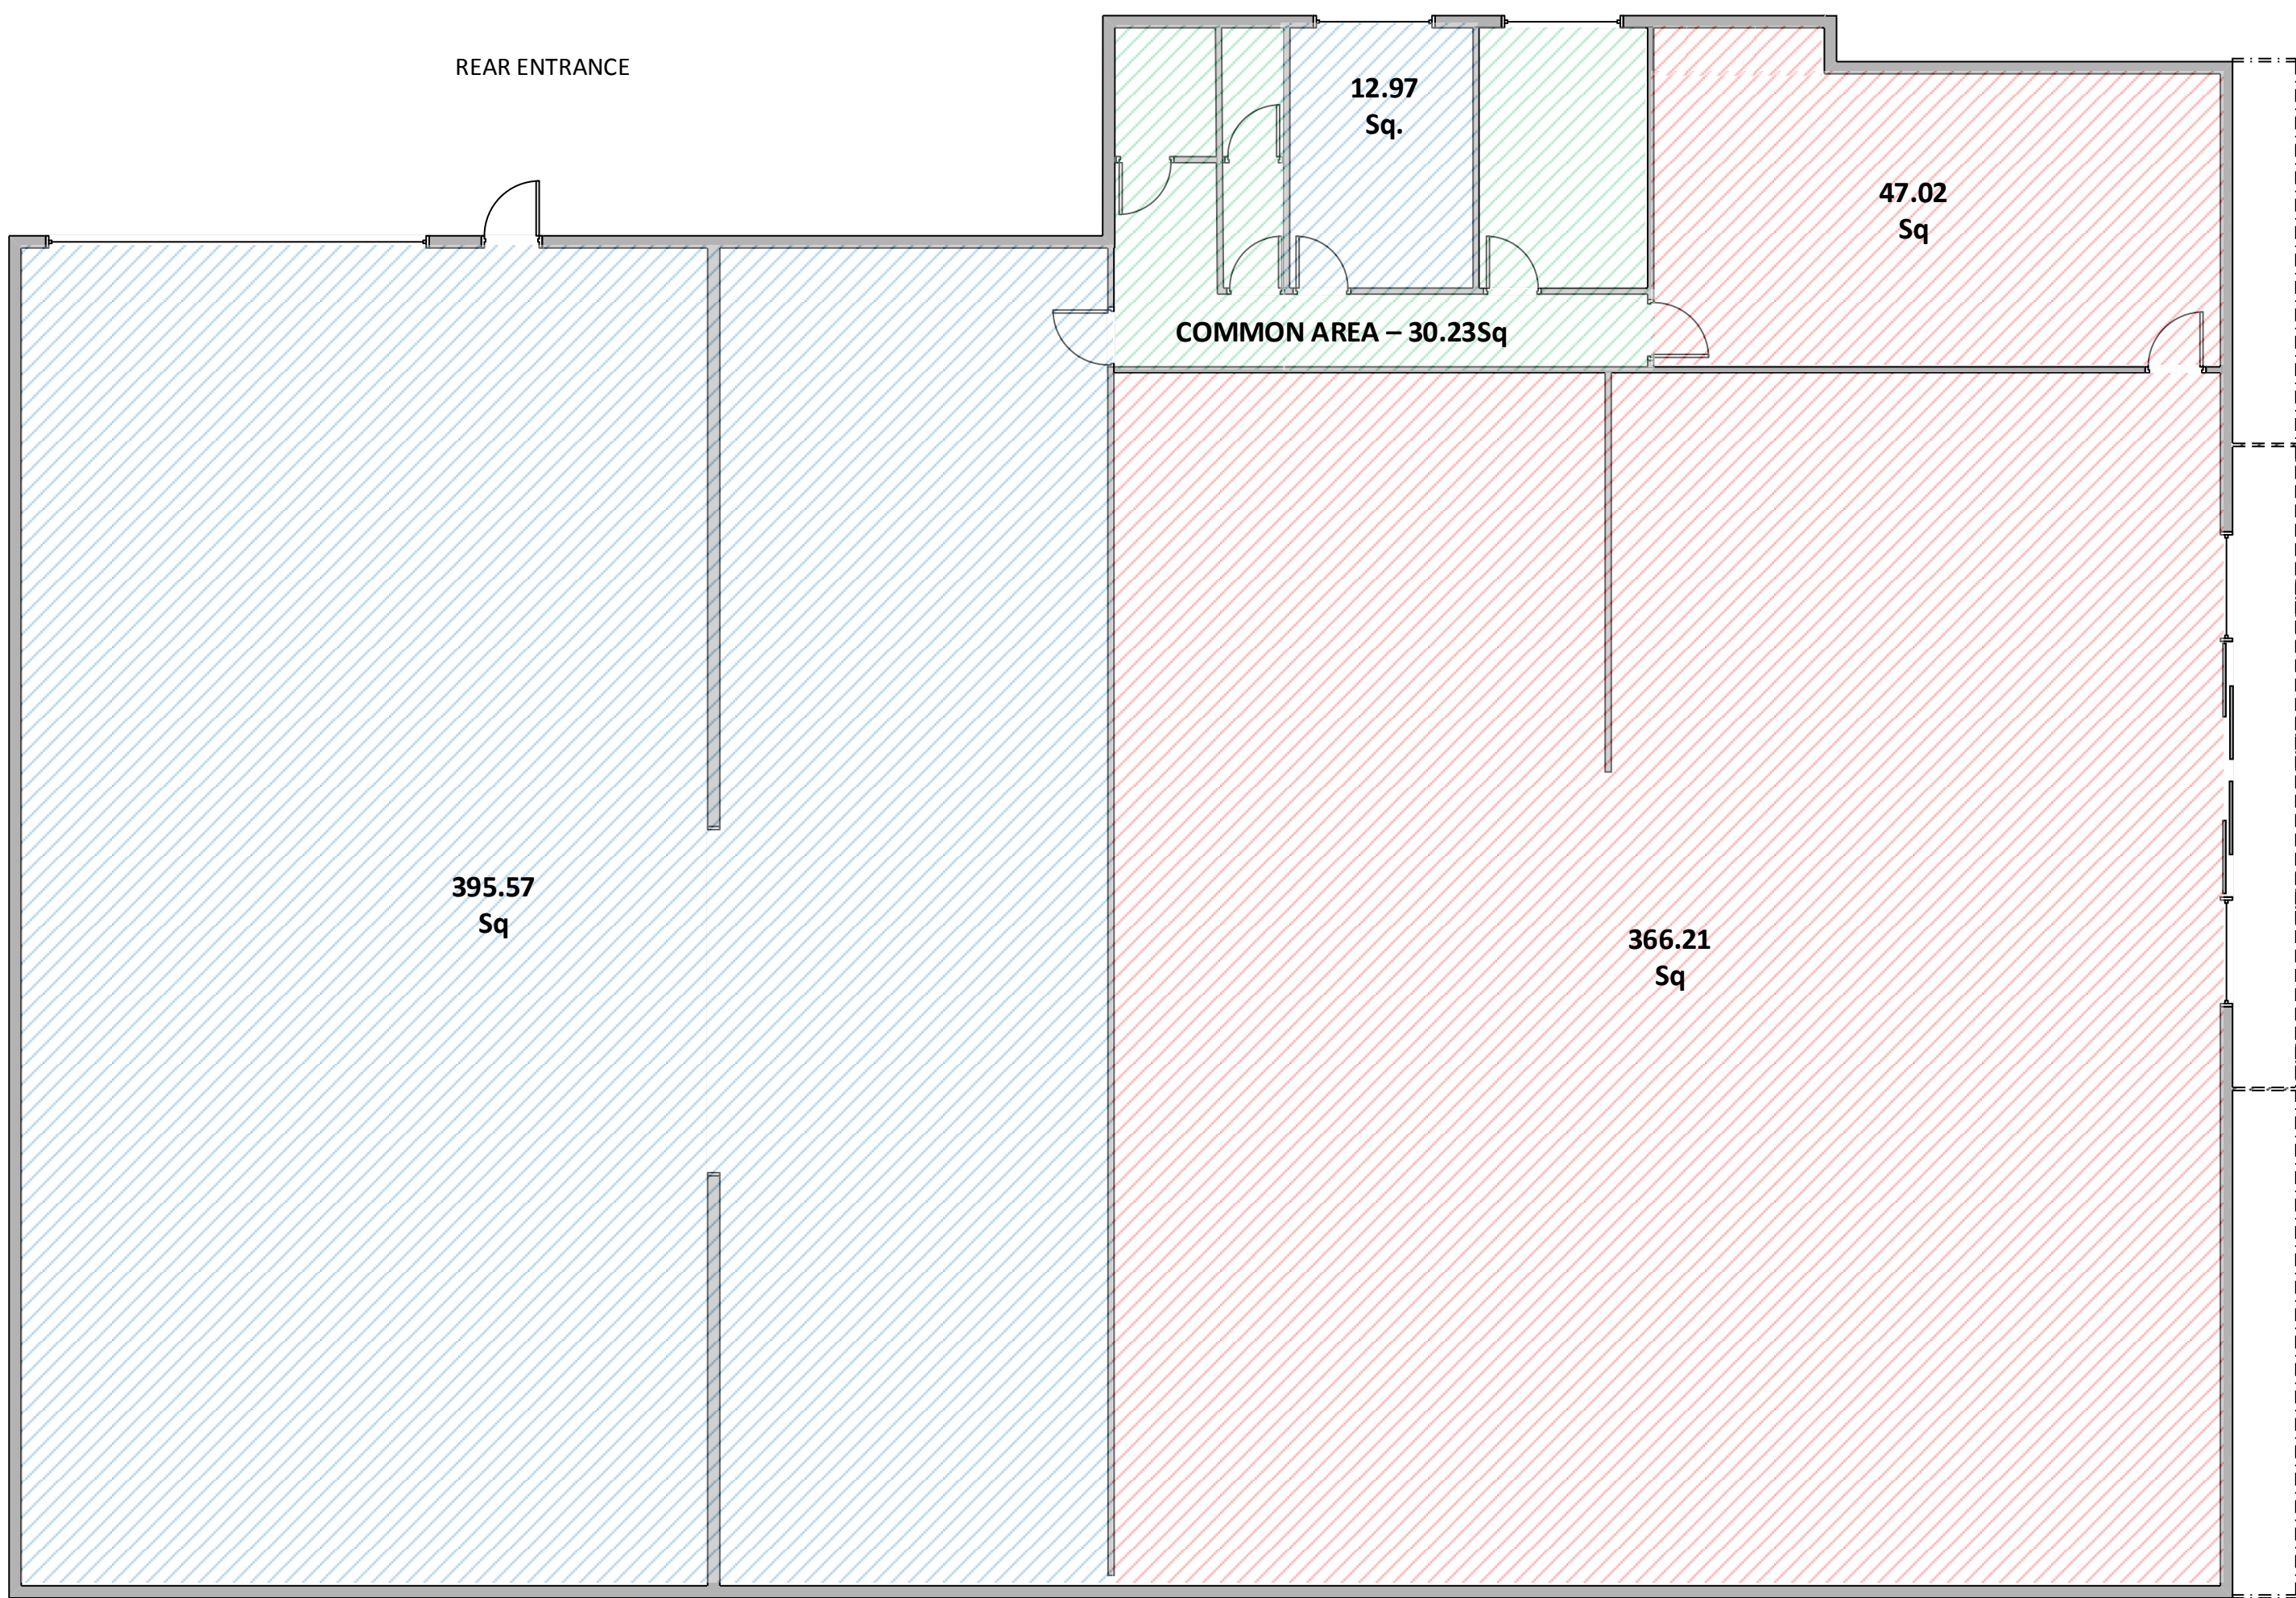 REAR ENTRANCE
12.97
Sq.
47.02
Sq
COMMON AREA – 30.23Sq
395.57
Sq
366.21
Sq